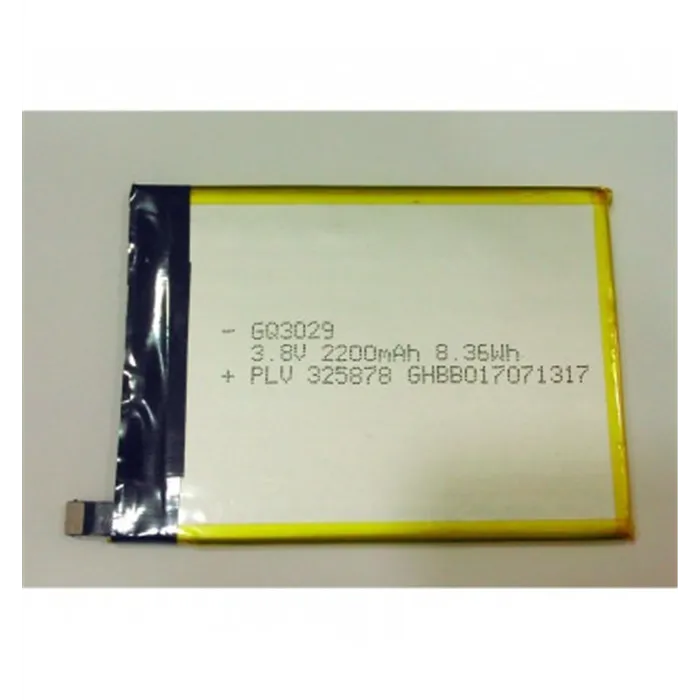 - GQ3029
3.8V 2200mAh 8.36Wh
+ PLV 325878 GHBB017071317